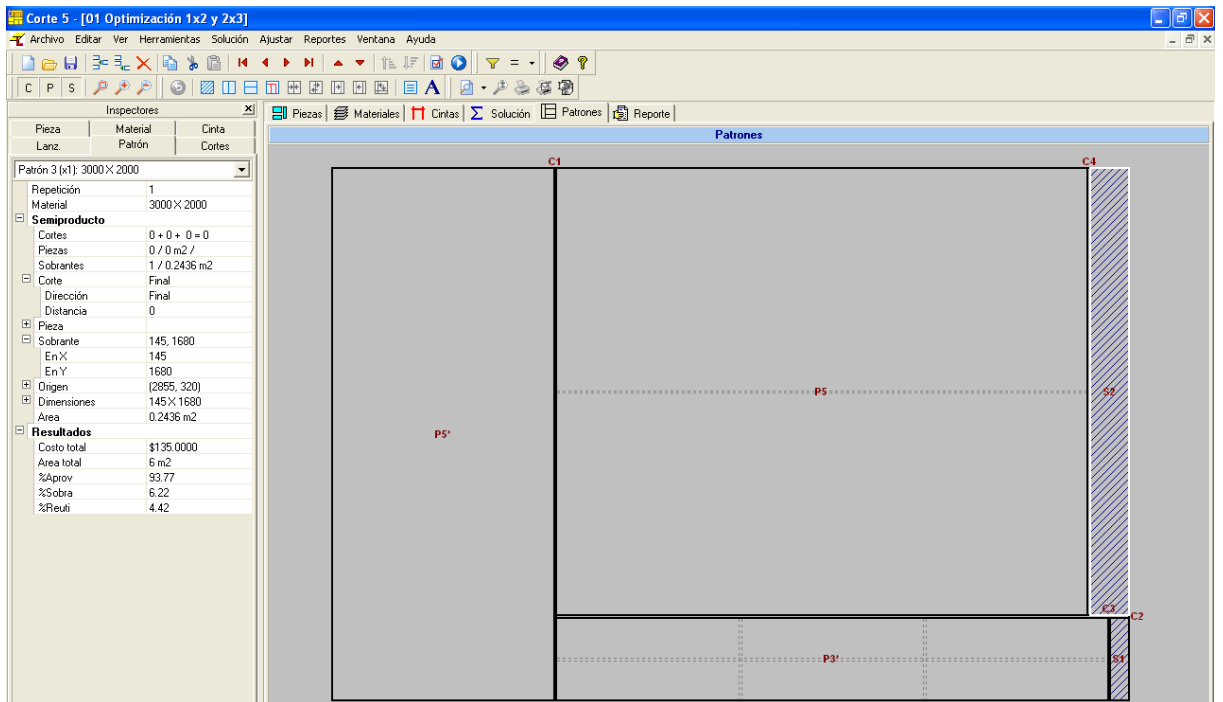 Corte 5 - [01 Optimización 1x2 y 2x3]
Archivo Editar Ver Herramientas Solución Ajustar Reportes Ventana Ayuda
C P S A
Inspectores
Pieza Material Cinta
Lanz. Patrón Cortes
Patrón 3 (x1): 3000 X 2000
Repetición 1
Material 3000 X 2000
Semiproducto
Cortes 0 + 0 + 0 = 0
Piezas 0 / 0 m2 /
Sobrantes 1 / 0.2436 m2
Corte Final
Dirección Final
Distancia 0
Pieza
Sobrante 145, 1680
En X 145
En Y 1680
Origen (2855, 320)
Dimensiones 145 X 1680
Area 0.2436 m2
Resultados
Costo total $135.0000
Area total 6 m2
%Aprov 93.77
%Sobra 6.22
%Reuti 4.42
Piezas Materiales Cintas Solución Patrones Reporte
Patrones
C1 C4
P5 S2
P5'
C3 C2
P3' S1